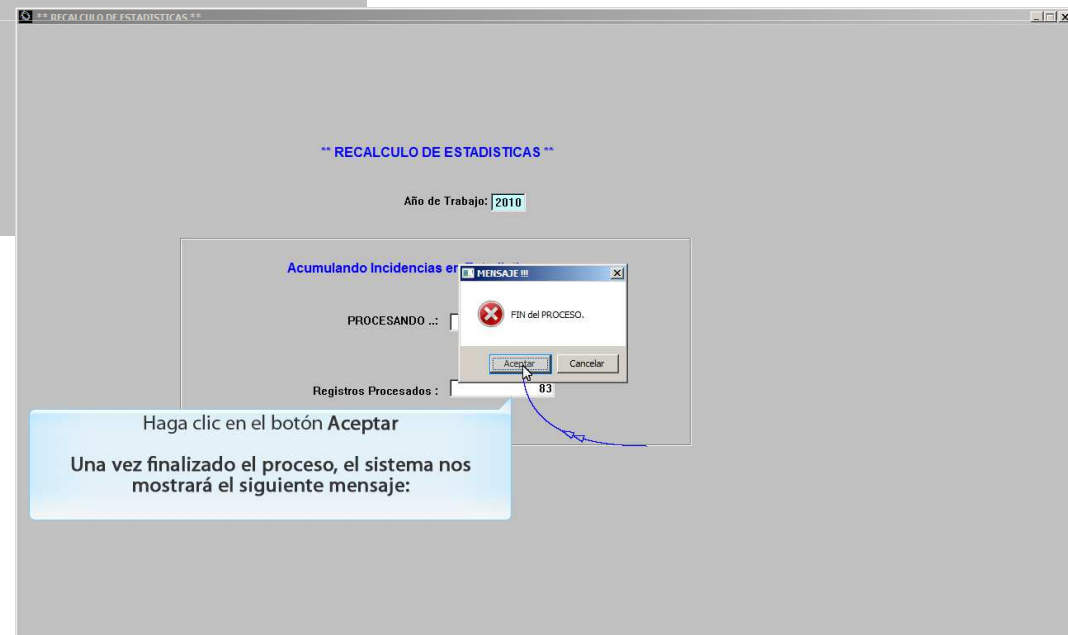 ** RECALCULO DE ESTADISTICAS **
** RECALCULO DE ESTADISTICAS **
Año de Trabajo: 2010
Acumulando Incidencias en
MENSAJE !!!
FIN del PROCESO.
PROCESANDO ..:
Aceptar Cancelar
Registros Procesados : 83
Haga clic en el botón Aceptar
Una vez finalizado el proceso, el sistema nos
mostrará el siguiente mensaje: